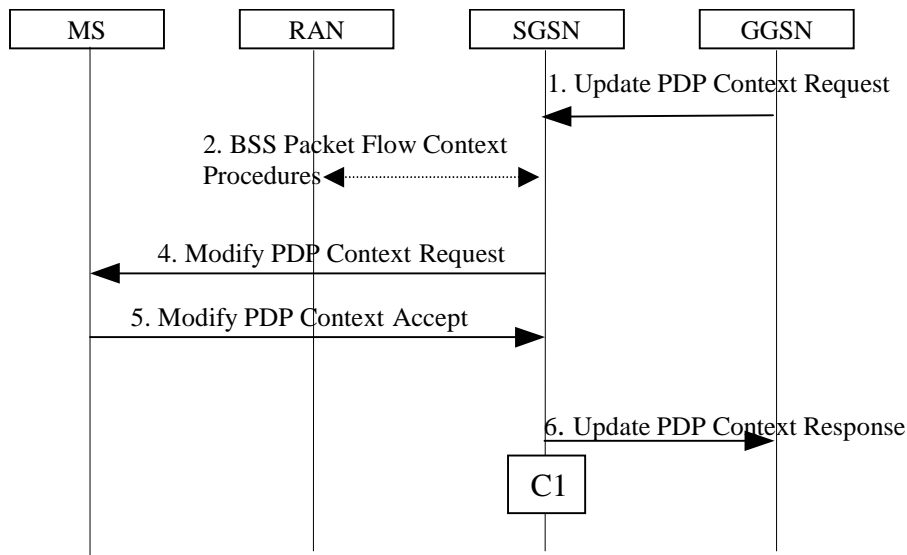 MS
RAN
SGSN
GGSN
1. Update PDP Context Request
2. BSS Packet Flow Context
Procedures
4. Modify PDP Context Request
5. Modify PDP Context Accept
6. Update PDP Context Response
C1